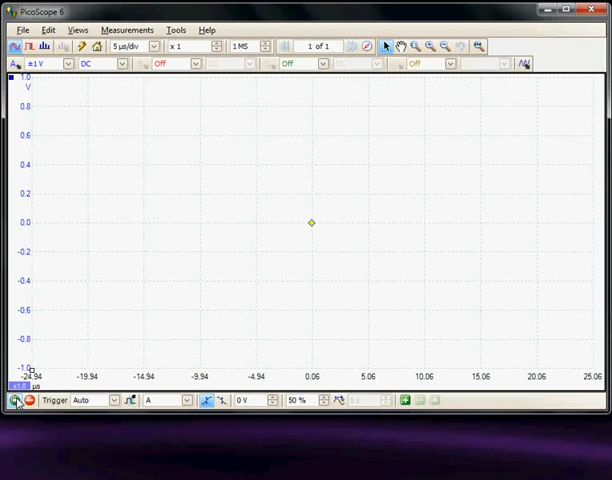 PicoScope 6
File Edit Views Measurements Tools Help
5 µs/div x 1 1 MS 1 of 1
A ±1 V DC Off Off Off
1.0
V
0.8
0.6
0.4
0.2
0.0
-0.2
-0.4
-0.6
-0.8
-1.0
-24.94 -19.94 -14.94 -9.94 -4.94 0.06 5.06 10.06 15.06 20.06 25.06
x1.0 µs
Trigger Auto A 0 V 50 %